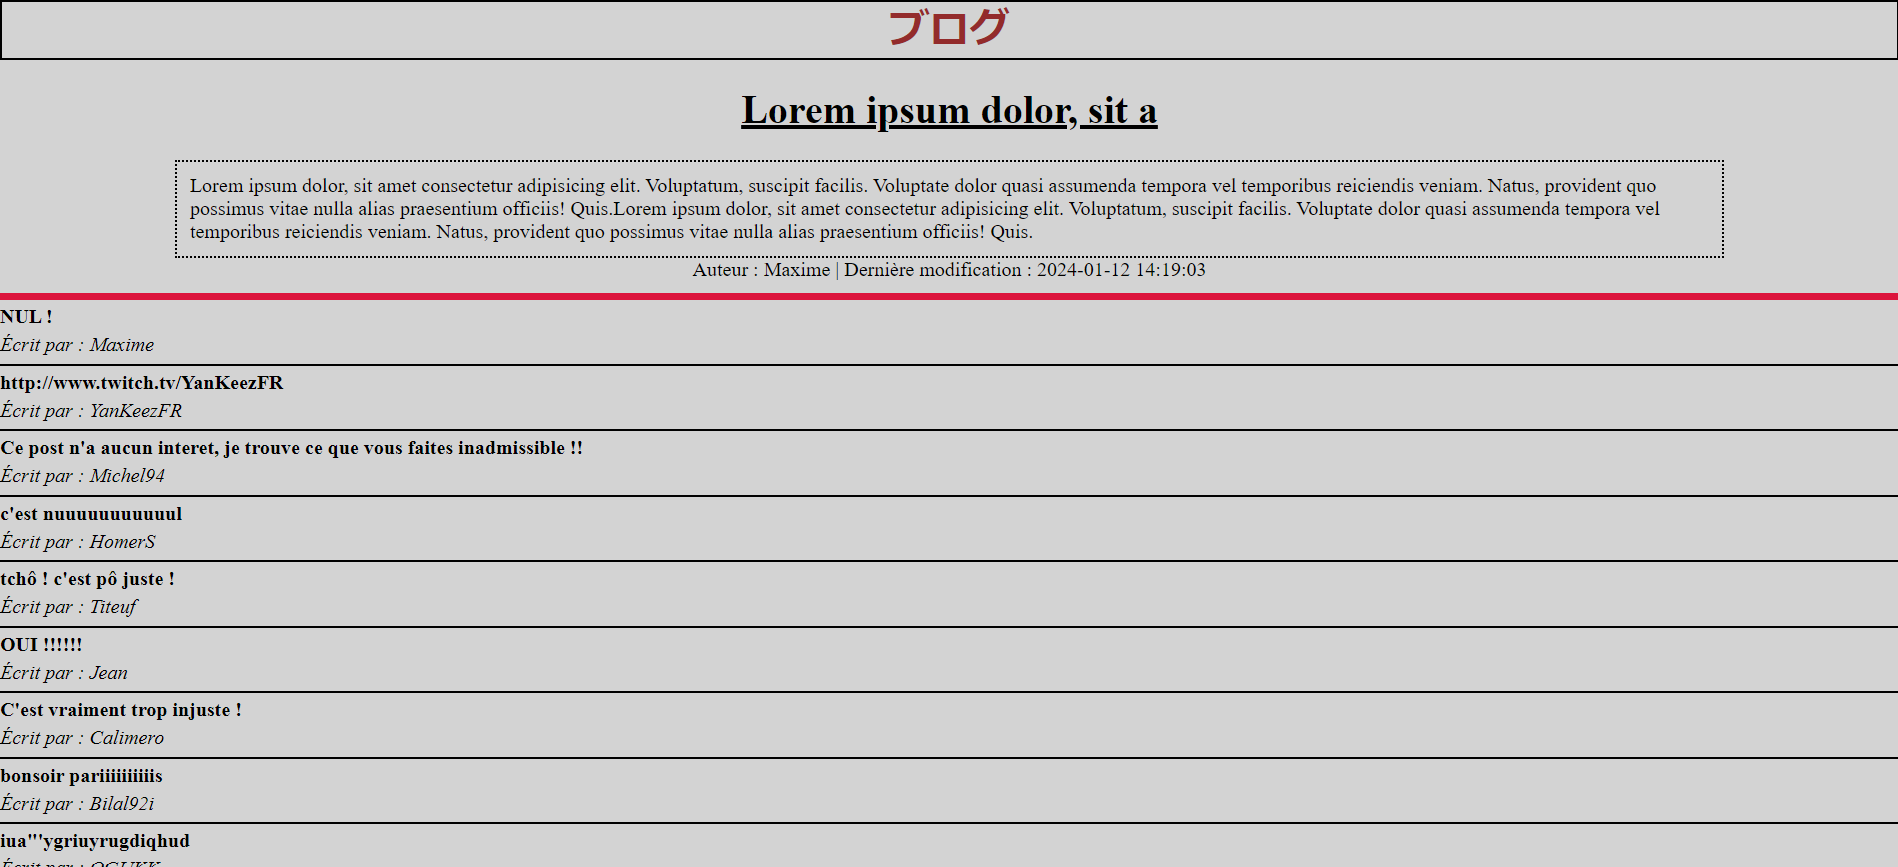 ブログ
Lorem ipsum dolor, sit a
Lorem ipsum dolor, sit amet consectetur adipisicing elit. Voluptatum, suscipit facilis. Voluptate dolor quasi assumenda tempora vel temporibus reiciendis veniam. Natus, provident quo
possimus vitae nulla alias praesentium officiis! Quis.Lorem ipsum dolor, sit amet consectetur adipisicing elit. Voluptatum, suscipit facilis. Voluptate dolor quasi assumenda tempora vel
temporibus reiciendis veniam. Natus, provident quo possimus vitae nulla alias praesentium officiis! Quis.
Auteur : Maxime | Dernière modification : 2024-01-12 14:19:03
NUL !
Écrit par : Maxime
http://www.twitch.tv/YanKeezFR
Écrit par : YanKeezFR
Ce post n'a aucun interet, je trouve ce que vous faites inadmissible !!
Écrit par : Michel94
c'est nuuuuuuuuuuul
Écrit par : HomerS
tchô ! c'est pô juste !
Écrit par : Titeuf
OUI !!!!!!
Écrit par : Jean
C'est vraiment trop injuste !
Écrit par : Calimero
bonsoir pariiiiiiiiiis
Écrit par : Bilal92i
iua"'ygriuyrugdiqhud
Écrit par :